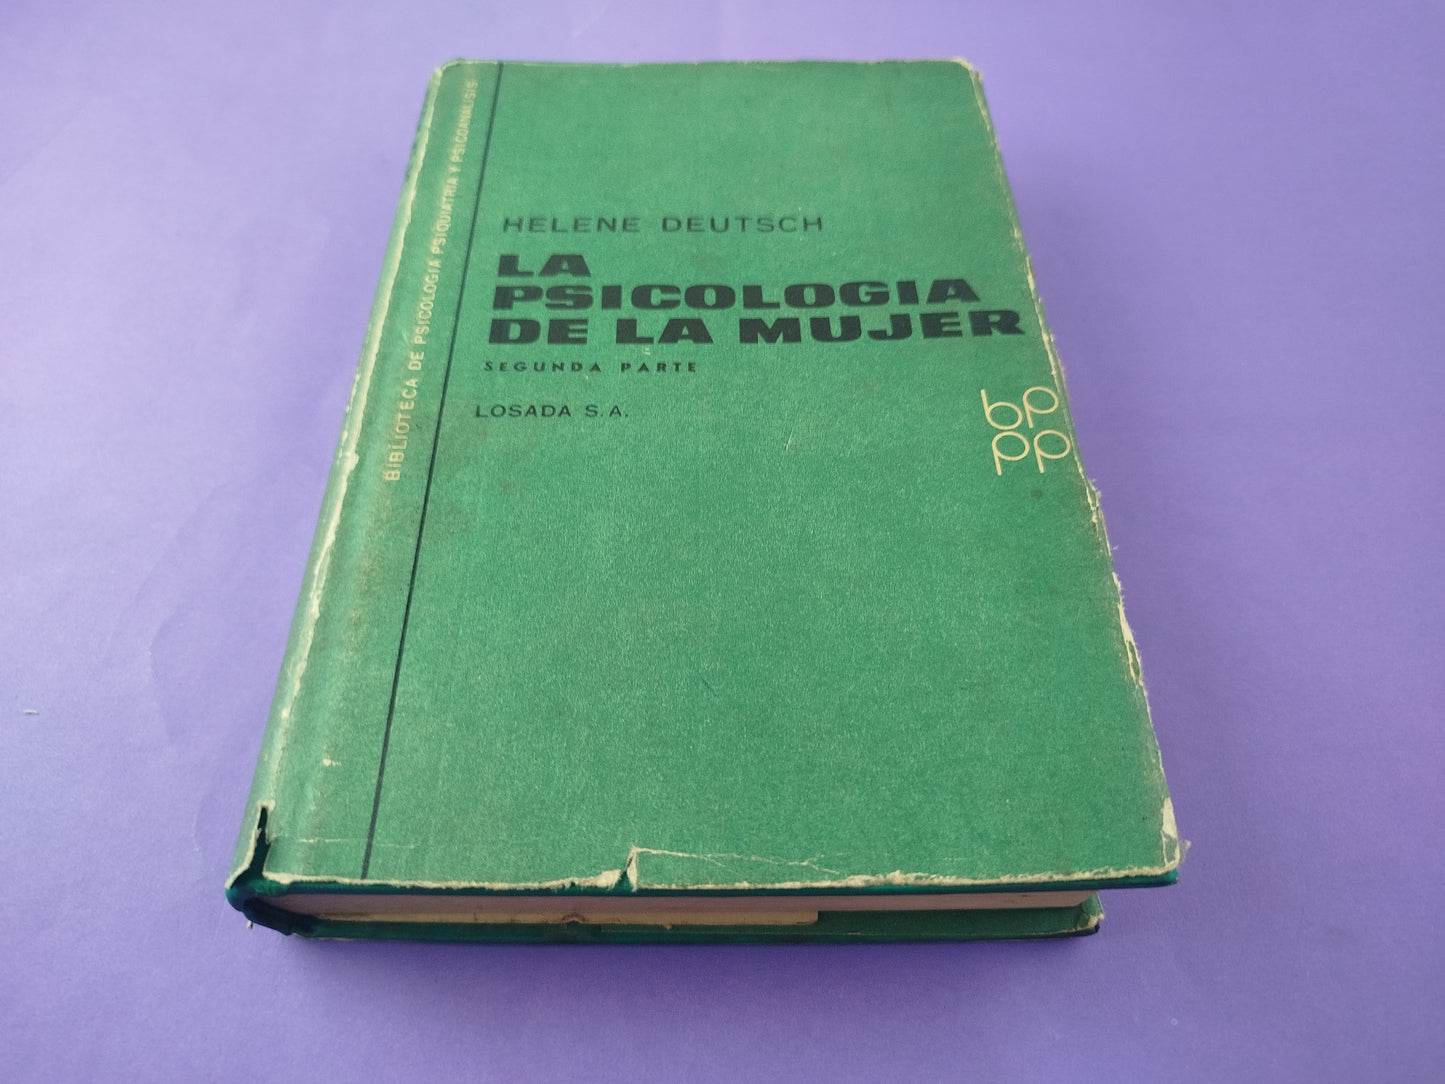 BIBLIOTECA DE PSICOLOGIA PSIQUIATRIA Y PSICOANALISIS
HELENE DEUTSCH
LA
PSICOLOGIA
DE LA MUJER
SEGUNDA PARTE
LOSADA S.A.
bp
pp